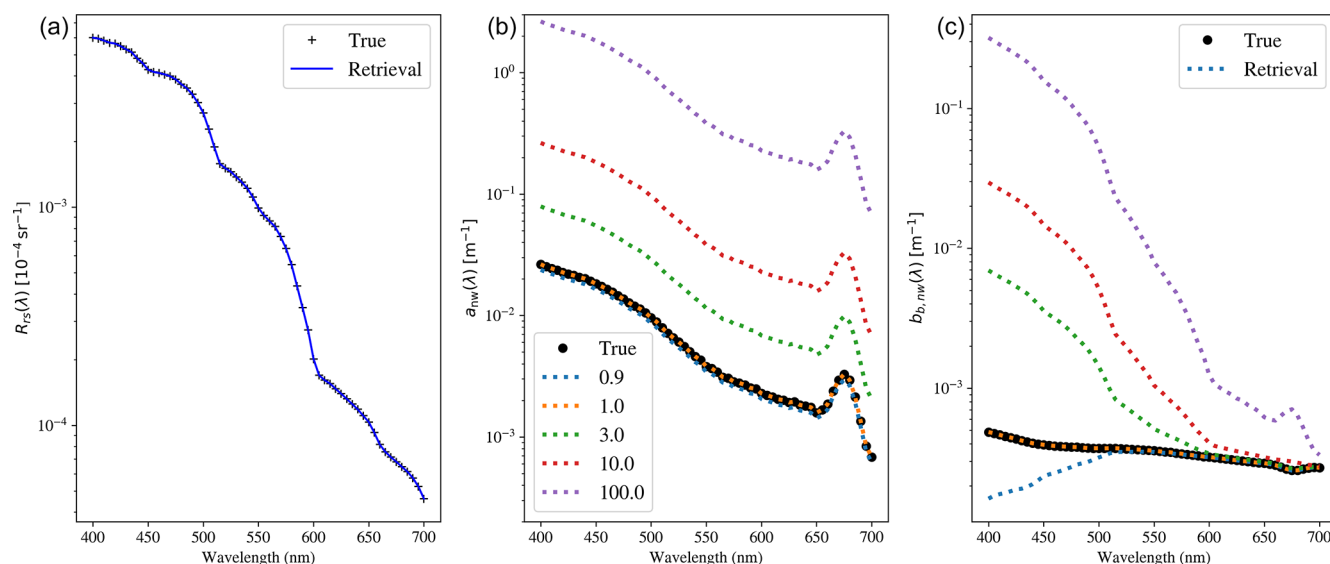 (a)
True
Retrieval
10⁻³
10⁻⁴
R_rs(λ) [10⁻⁴ sr⁻¹]
400 450 500 550 600 650 700
Wavelength (nm)
(b)
10⁰
10⁻¹
10⁻²
10⁻³
a_nw(λ) [m⁻¹]
True
0.9
1.0
3.0
10.0
100.0
400 450 500 550 600 650 700
Wavelength (nm)
(c)
True
Retrieval
10⁻¹
10⁻²
10⁻³
b_b,nw(λ) [m⁻¹]
400 450 500 550 600 650 700
Wavelength (nm)